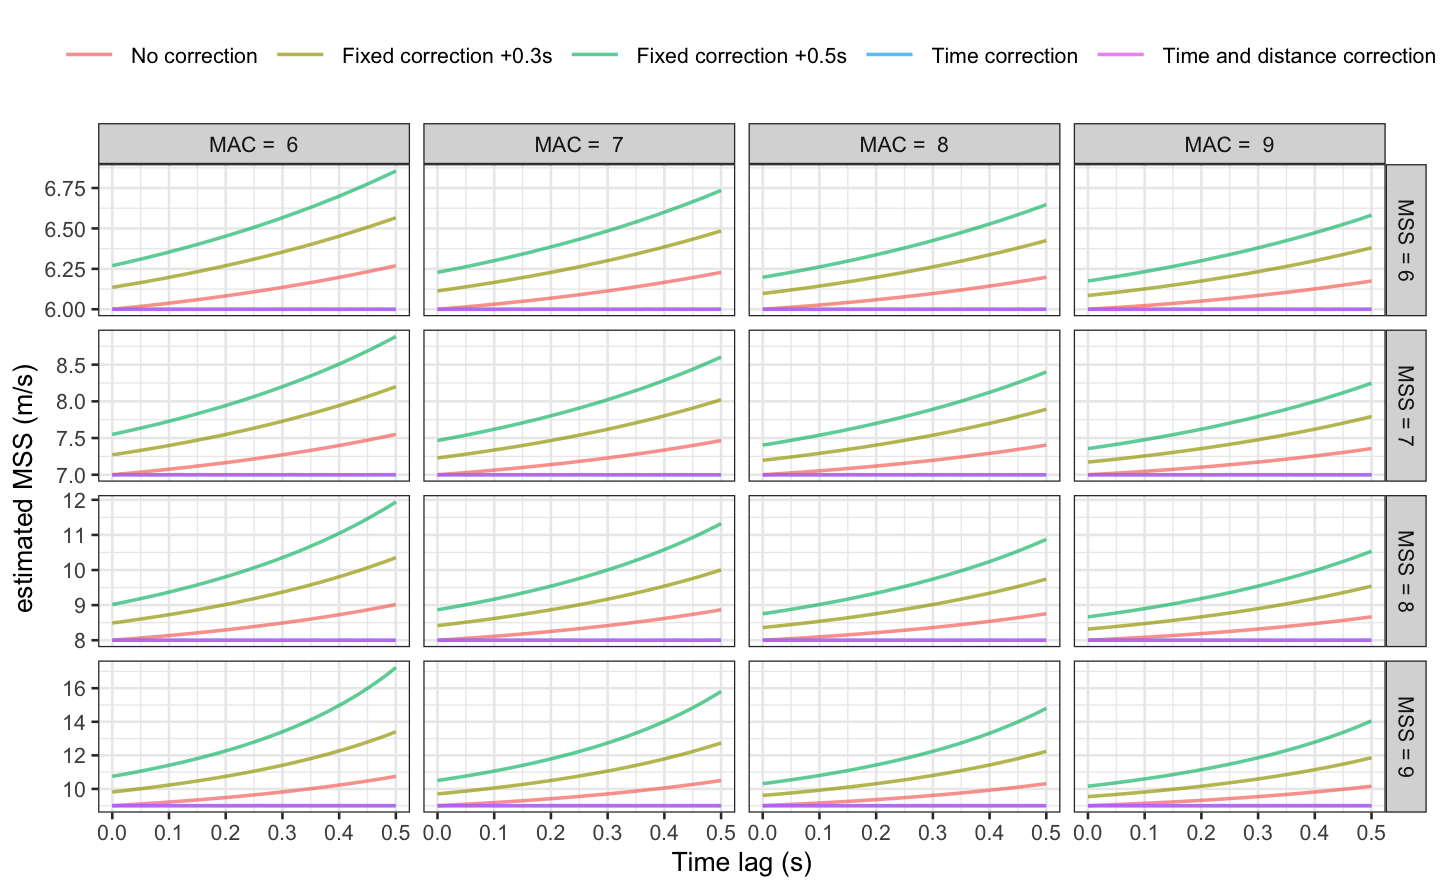 No correction Fixed correction +0.3s Fixed correction +0.5s Time correction Time and distance correction
MAC = 6 MAC = 7 MAC = 8 MAC = 9
6.75
6.50
6.25
6.00
MSS = 6
8.5
8.0
7.5
7.0
MSS = 7
12
11
10
9
8
MSS = 8
16
14
12
10
MSS = 9
estimated MSS (m/s)
0.0 0.1 0.2 0.3 0.4 0.5 0.0 0.1 0.2 0.3 0.4 0.5 0.0 0.1 0.2 0.3 0.4 0.5 0.0 0.1 0.2 0.3 0.4 0.5
Time lag (s)